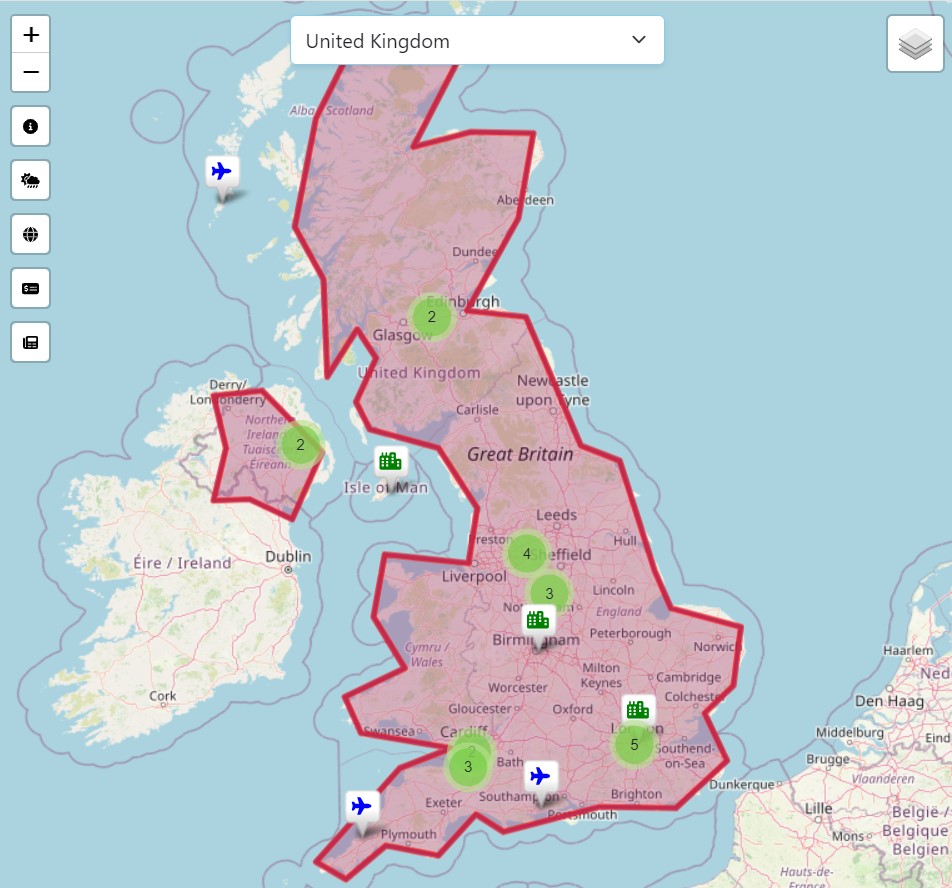 +
United Kingdom
−
Alba / Scotland
Aberdeen
Dundee
Edinburgh
2
Glasgow
United Kingdom
Derry/
Londonderry
Newcastle
upon Tyne
Carlisle
Northern
Ireland
Tuaisceart
Éireann
2
Great Britain
Isle of Man
Leeds
Preston
Hull
4
Sheffield
Dublin
Éire / Ireland
Liverpool
3
Lincoln
Nottingham
England
Birmingham
Peterborough
Norwich
Cymru /
Wales
Haarlem
Ned
Milton
Keynes
Cambridge
Worcester
Colchester
Cork
Den Haag
Gloucester
Oxford
Swansea
Cardiff
London
Middelburg
Eind
2
3
5
Bath
Southend-
on-Sea
Brugge
Vlaanderen
Dunkerque
Southampton
Brighton
Exeter
Portsmouth
Lille
België /
Belgique /
Belgien
Plymouth
Mons
Hauts-de-
France